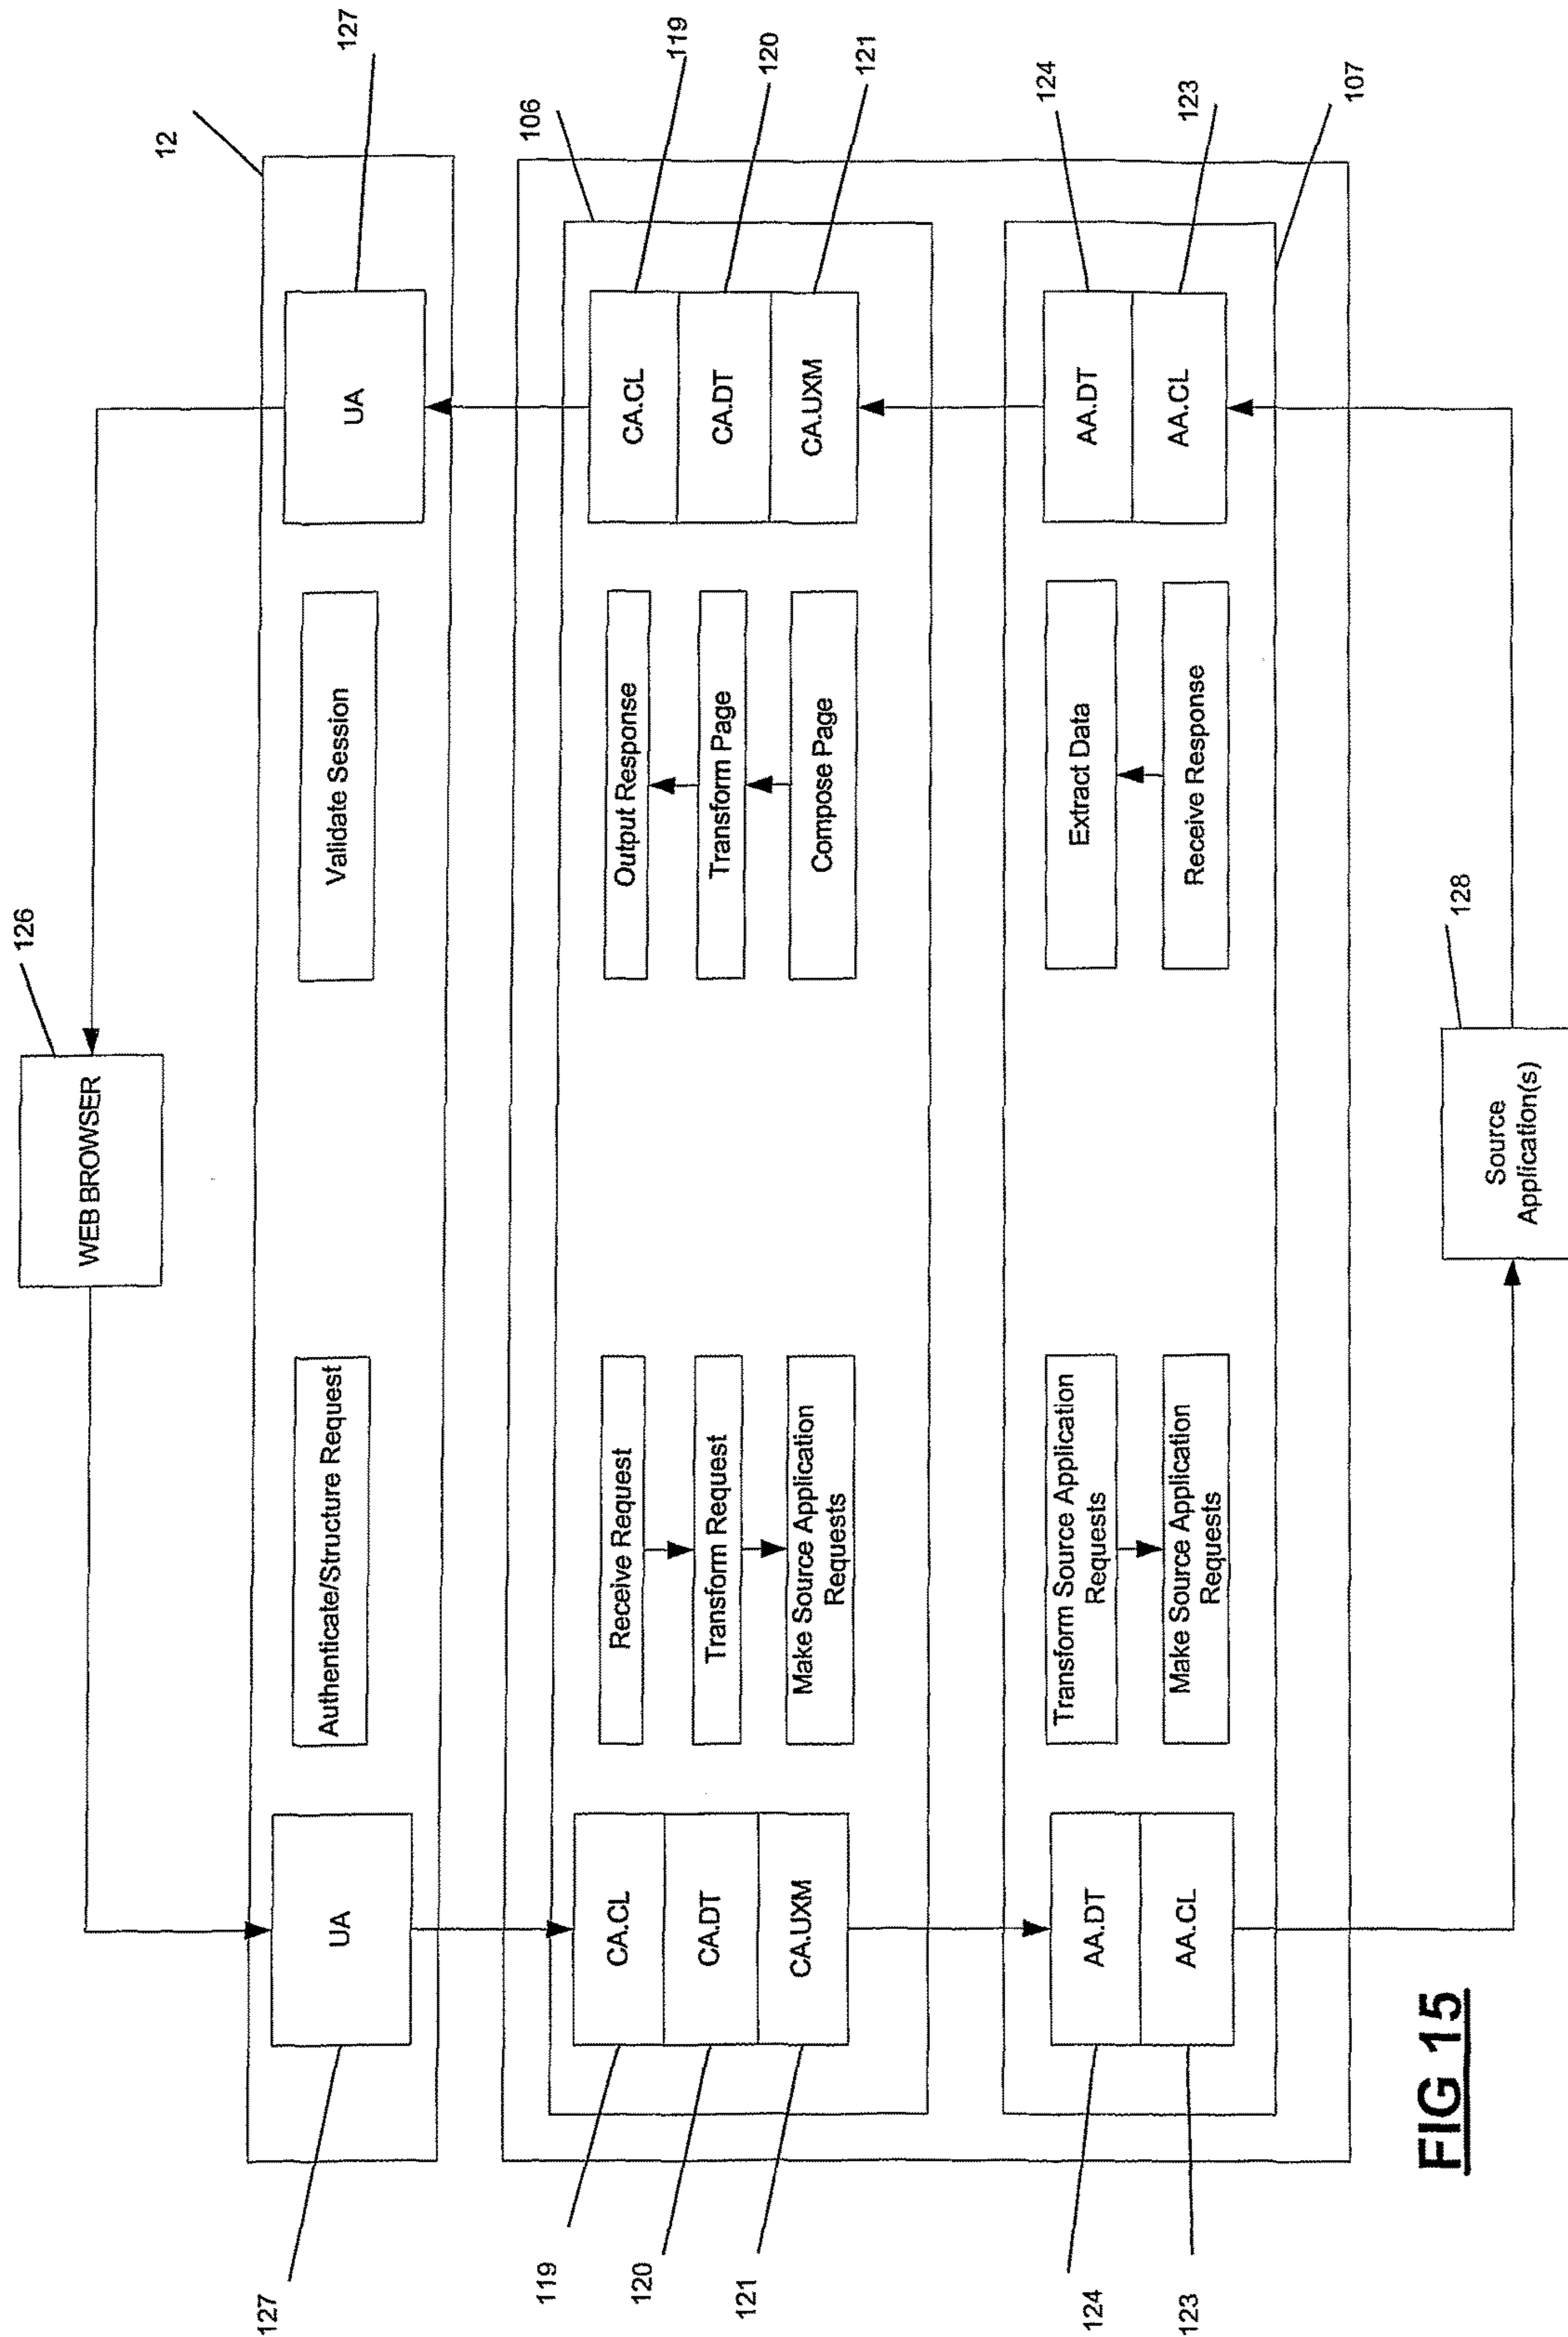 126
WEB BROWSER
12
127
127
UA
Authenticate/Structure Request
Validate Session
UA
106
119
120
121
CA.CL
CA.DT
CA.UXM
Receive Request
Transform Request
Make Source Application
Requests
Output Response
Transform Page
Compose Page
CA.CL
CA.DT
CA.UXM
119
120
121
124
123
AA.DT
AA.CL
Transform Source Application
Requests
Make Source Application
Requests
Extract Data
Receive Response
AA.DT
AA.CL
124
123
107
128
Source
Application(s)
FIG 15